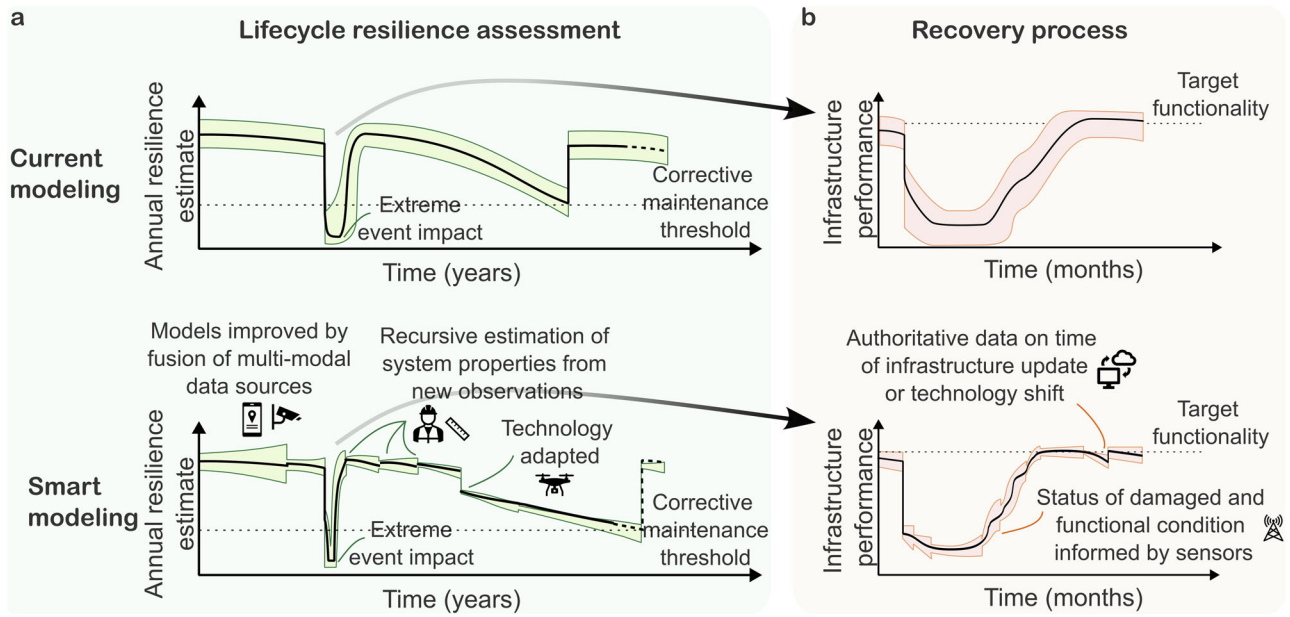 a
Lifecycle resilience assessment
b
Recovery process
Current
modeling
Annual resilience
estimate
Extreme
event impact
Corrective
maintenance
threshold
Time (years)
Infrastructure
performance
Target
functionality
Time (months)
Smart
modeling
Models improved by
fusion of multi-modal
data sources
Recursive estimation of
system properties from
new observations
Technology
adapted
Annual resilience
estimate
Extreme
event impact
Corrective
maintenance
threshold
Time (years)
Authoritative data on time
of infrastructure update
or technology shift
Target
functionality
Infrastructure
performance
Status of damaged and
functional condition
informed by sensors
Time (months)